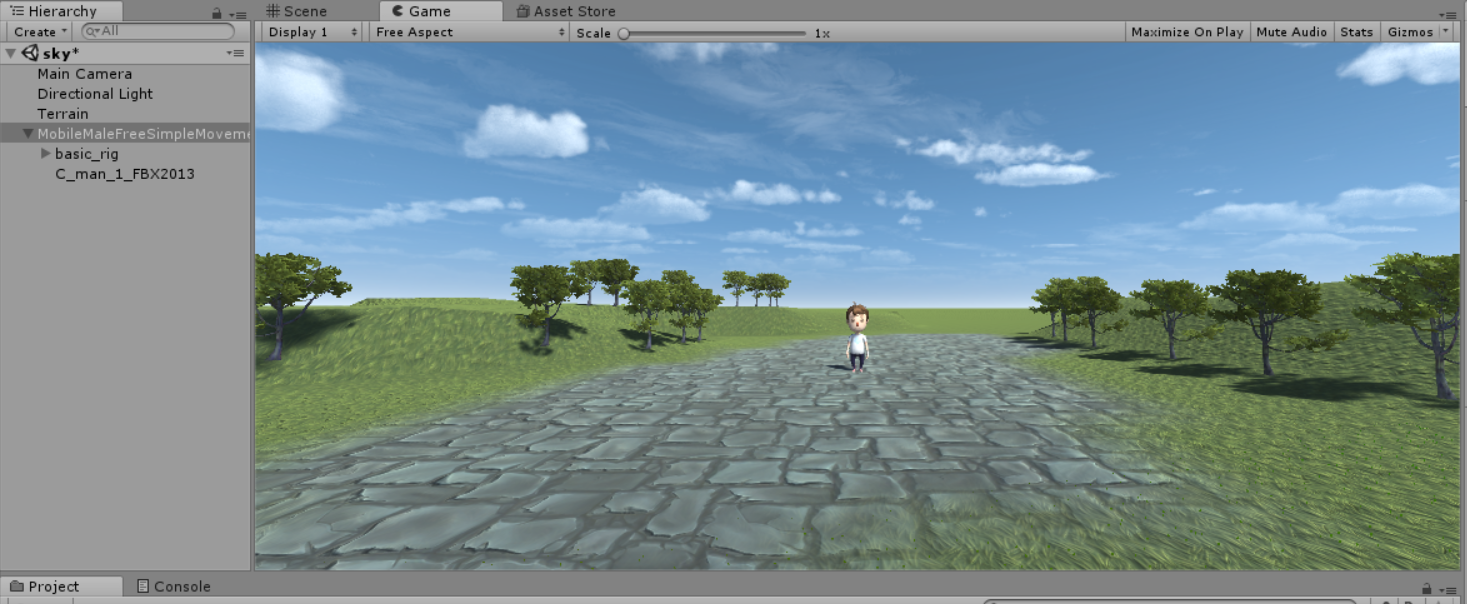 Hierarchy
Scene
Game
Asset Store
Create
All
Display 1
Free Aspect
Scale
1x
Maximize On Play
Mute Audio
Stats
Gizmos
sky*
Main Camera
Directional Light
Terrain
MobileMaleFreeSimpleMoveme
basic_rig
C_man_1_FBX2013
Project
Console